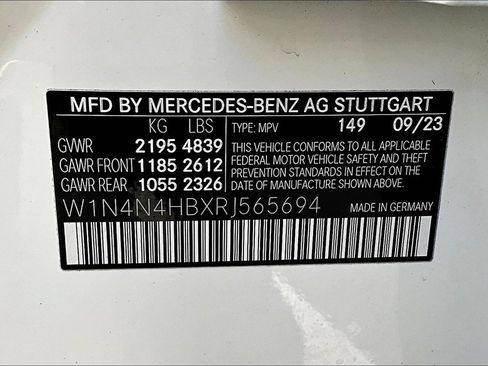 MFD BY MERCEDES-BENZ AG STUTTGART
KG LBS TYPE: MPV 149 09/23
GVWR 2195 4839 THIS VEHICLE CONFORMS TO ALL APPLICABLE
GAWR FRONT 1185 2612 FEDERAL MOTOR VEHICLE SAFETY AND
GAWR REAR 1055 2326 THEFT PREVENTION STANDARDS IN EFFECT
ON THE DATE OF MANUFACTURE SHOWN ABOVE.
W1N4N4HBXRJ565694
MADE IN GERMANY